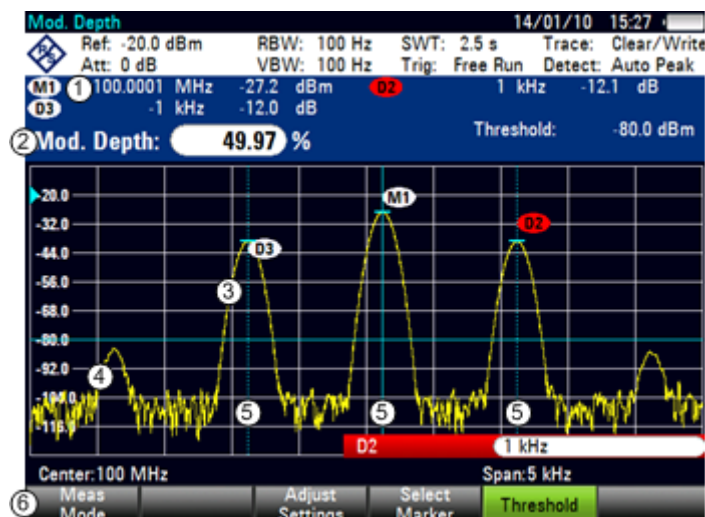 Mod. Depth 14/01/10 15:27
Ref: -20.0 dBm RBW: 100 Hz SWT: 2.5 s Trace: Clear/Write
Att: 0 dB VBW: 100 Hz Trig: Free Run Detect: Auto Peak
M1 1 100.0001 MHz -27.2 dBm D2 1 kHz -12.1 dB
D3 -1 kHz -12.0 dB
2 Mod. Depth: 49.97 % Threshold: -80.0 dBm
-20.0
M1
-32.0
D2
-44.0
D3
-56.0
3
-68.0
-80.0
-92.0
4
-104.0
5 5 5
-116.0
D2 1 kHz
Center:100 MHz Span:5 kHz
6 Meas Mode Adjust Settings Select Marker Threshold